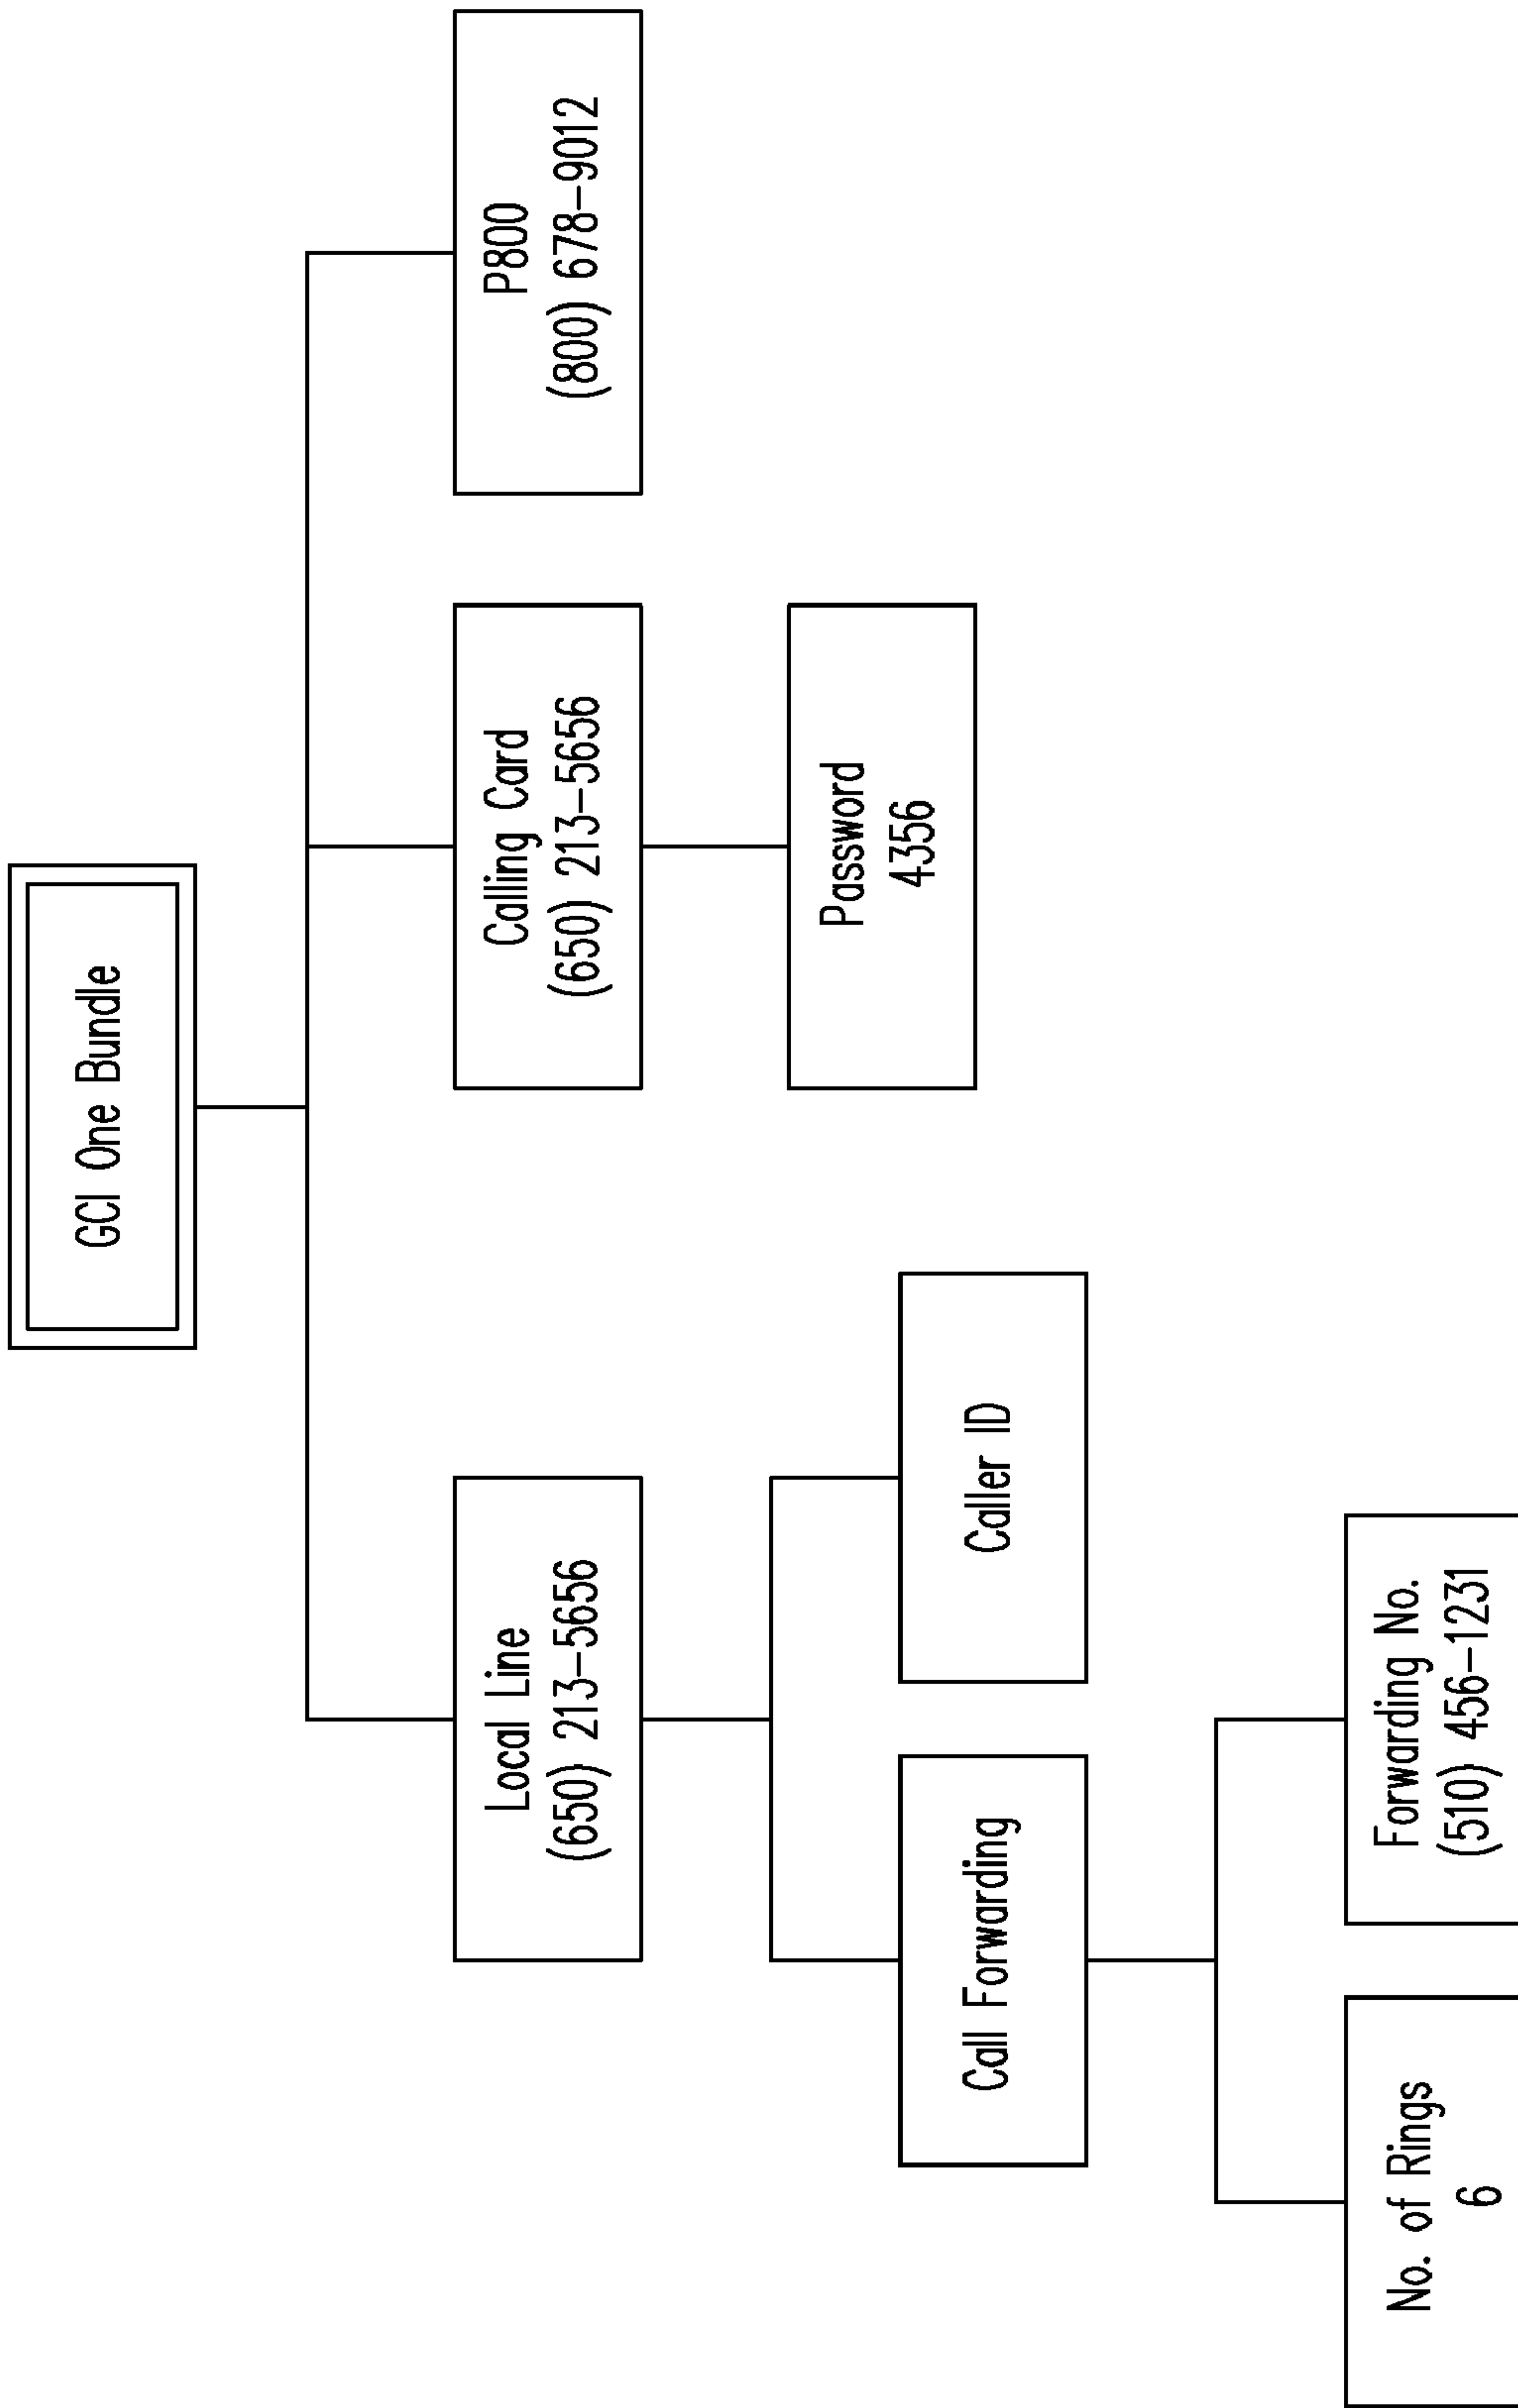 GCI One Bundle
Local Line
(650) 213-5656
Calling Card
(650) 213-5656
P800
(800) 678-9012
Password
4356
Call Forwarding
Caller ID
No. of Rings
6
Forwarding No.
(510) 456-1231